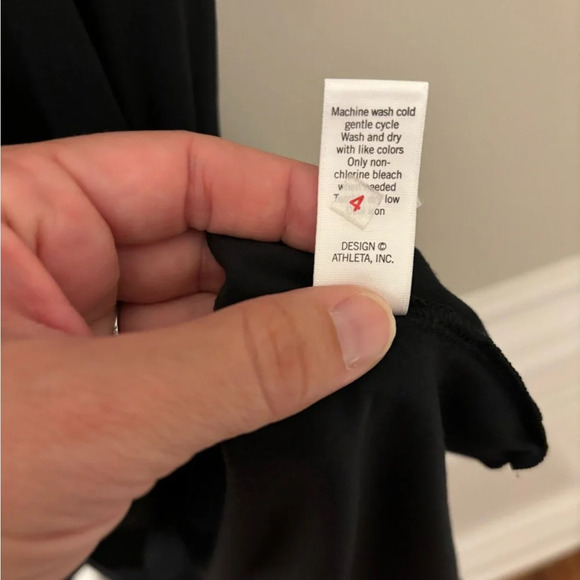 Machine wash cold
gentle cycle
Wash and dry
with like colors
Only non-
chlorine bleach
when needed
low
4
DESIGN ©
ATHLETA, INC.